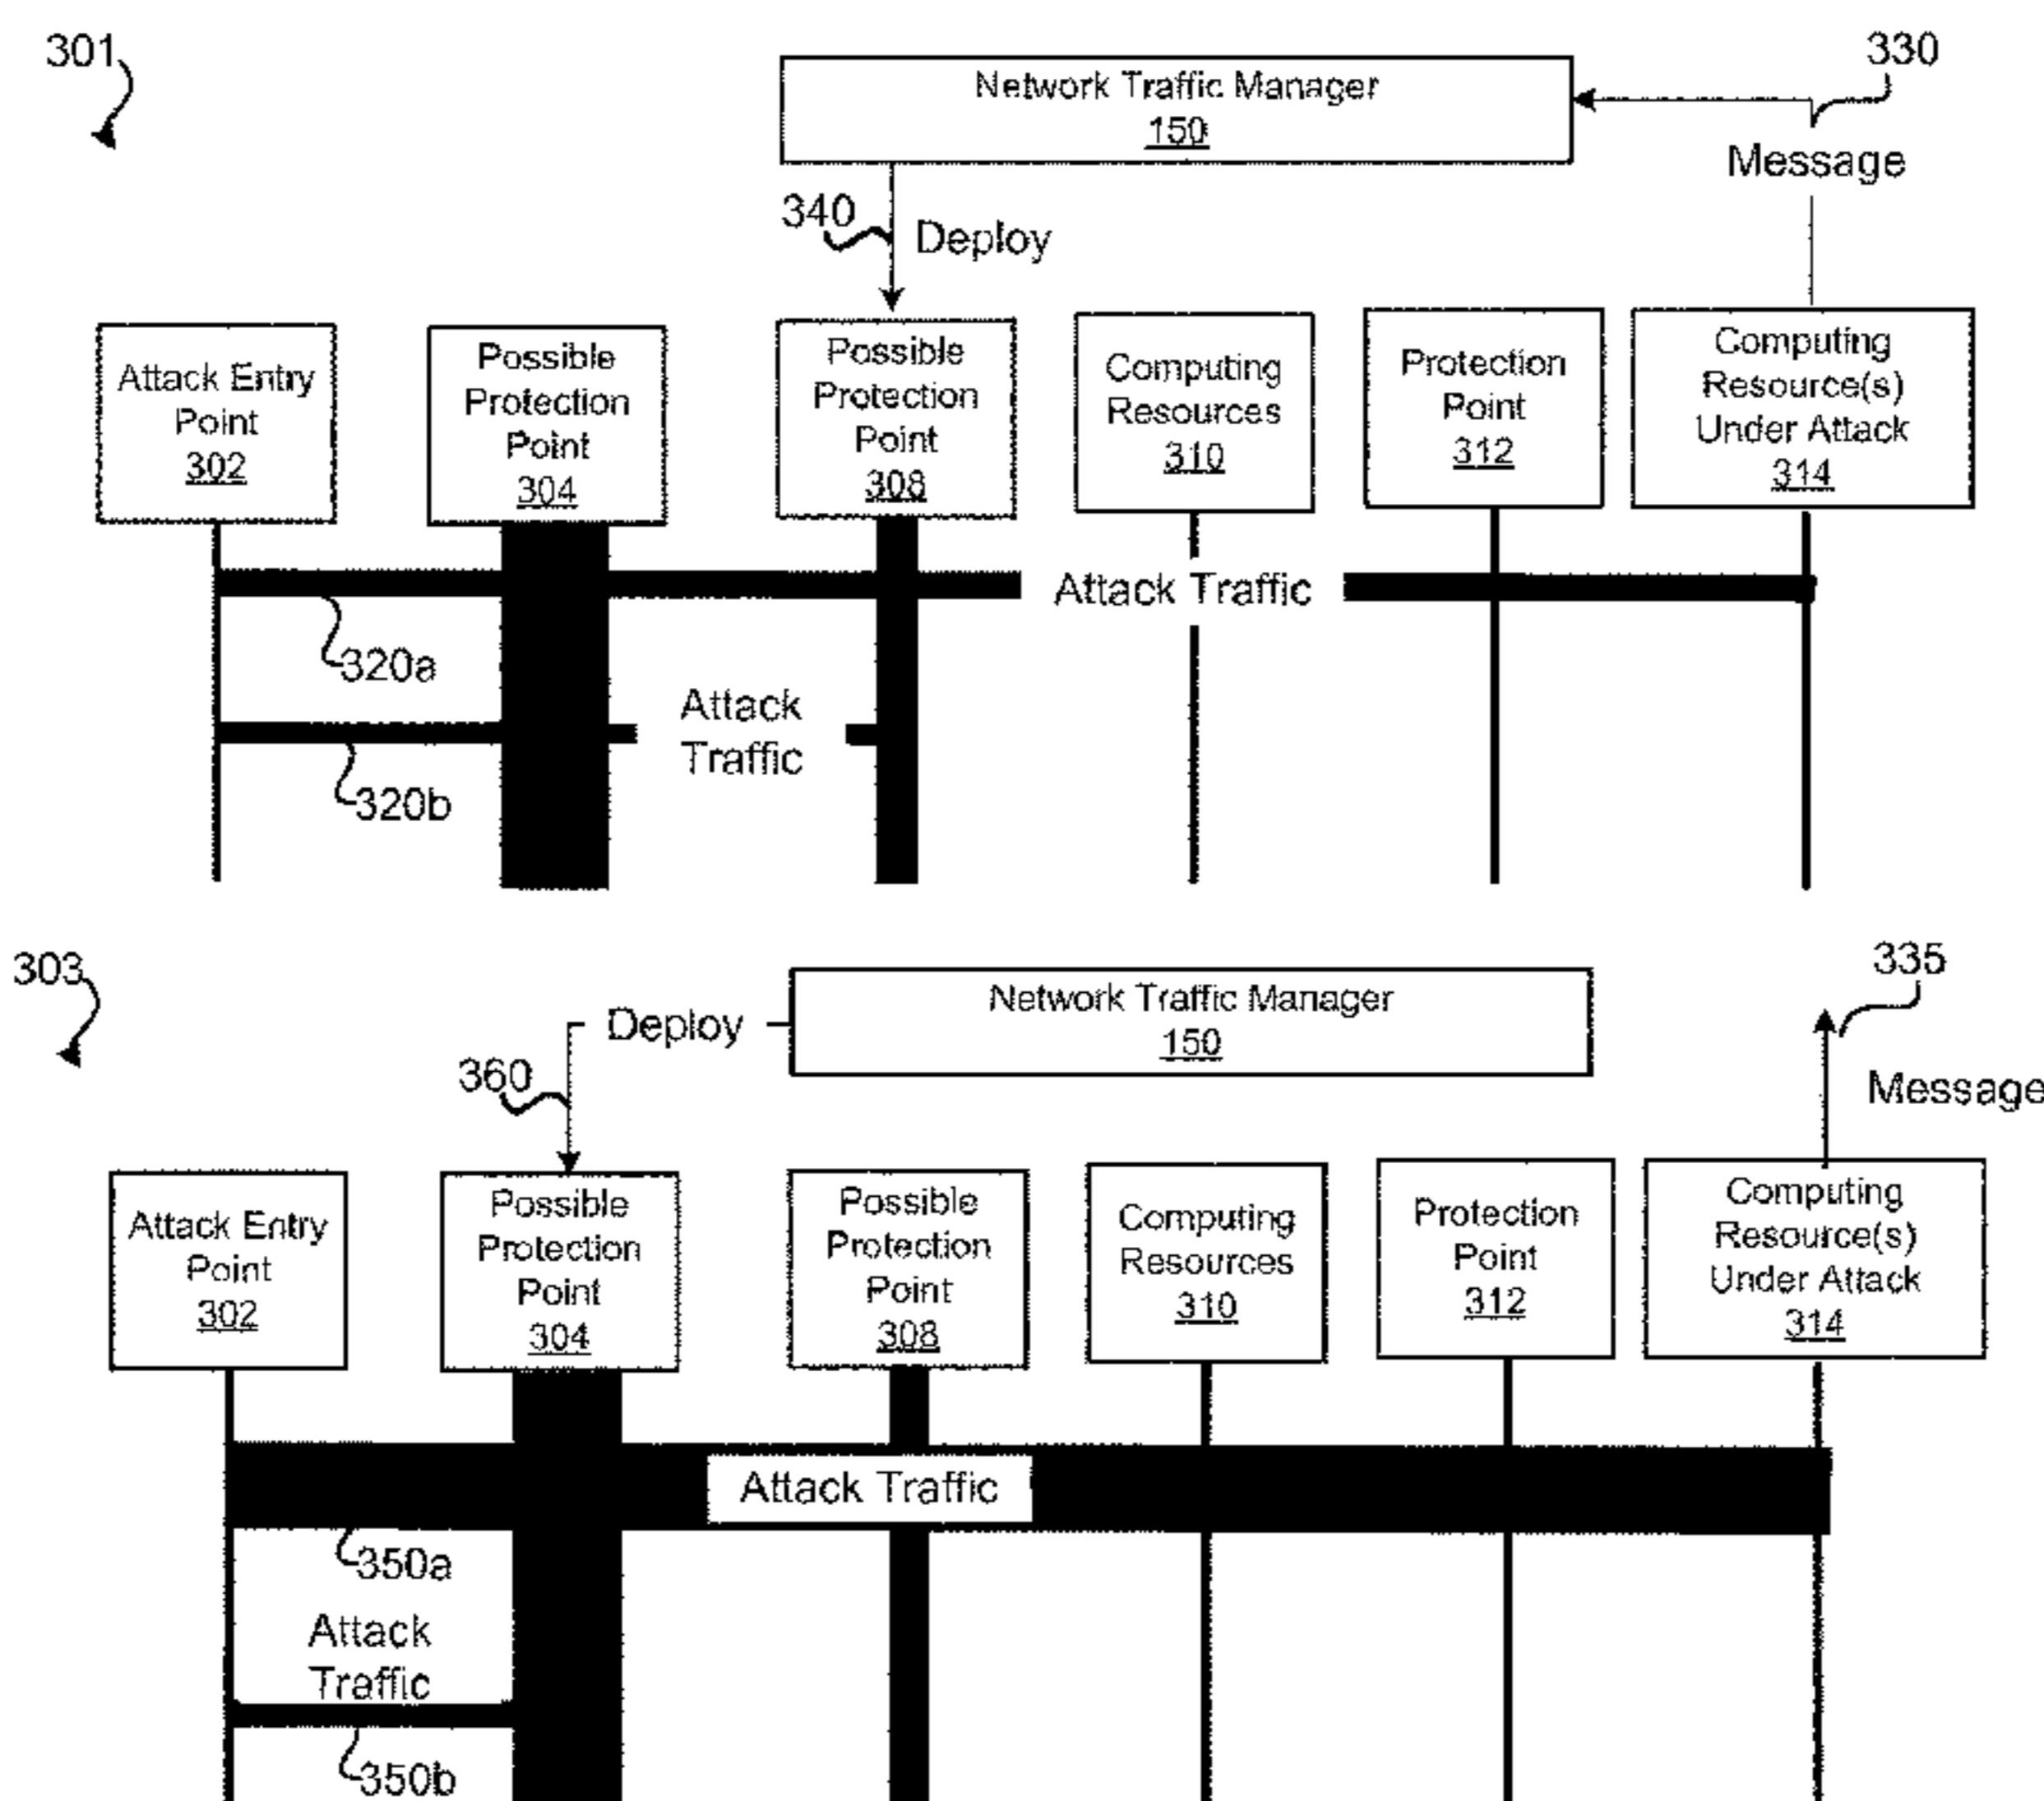 301
Network Traffic Manager
150
330
Message
340
Deploy
Attack Entry
Point
302
Possible
Protection
Point
304
Possible
Protection
Point
308
Computing
Resources
310
Protection
Point
312
Computing
Resource(s)
Under Attack
314
Attack Traffic
320a
Attack
Traffic
320b
303
Network Traffic Manager
150
335
Deploy
360
Message
Attack Entry
Point
302
Possible
Protection
Point
304
Possible
Protection
Point
308
Computing
Resources
310
Protection
Point
312
Computing
Resource(s)
Under Attack
314
Attack Traffic
350a
Attack
Traffic
350b